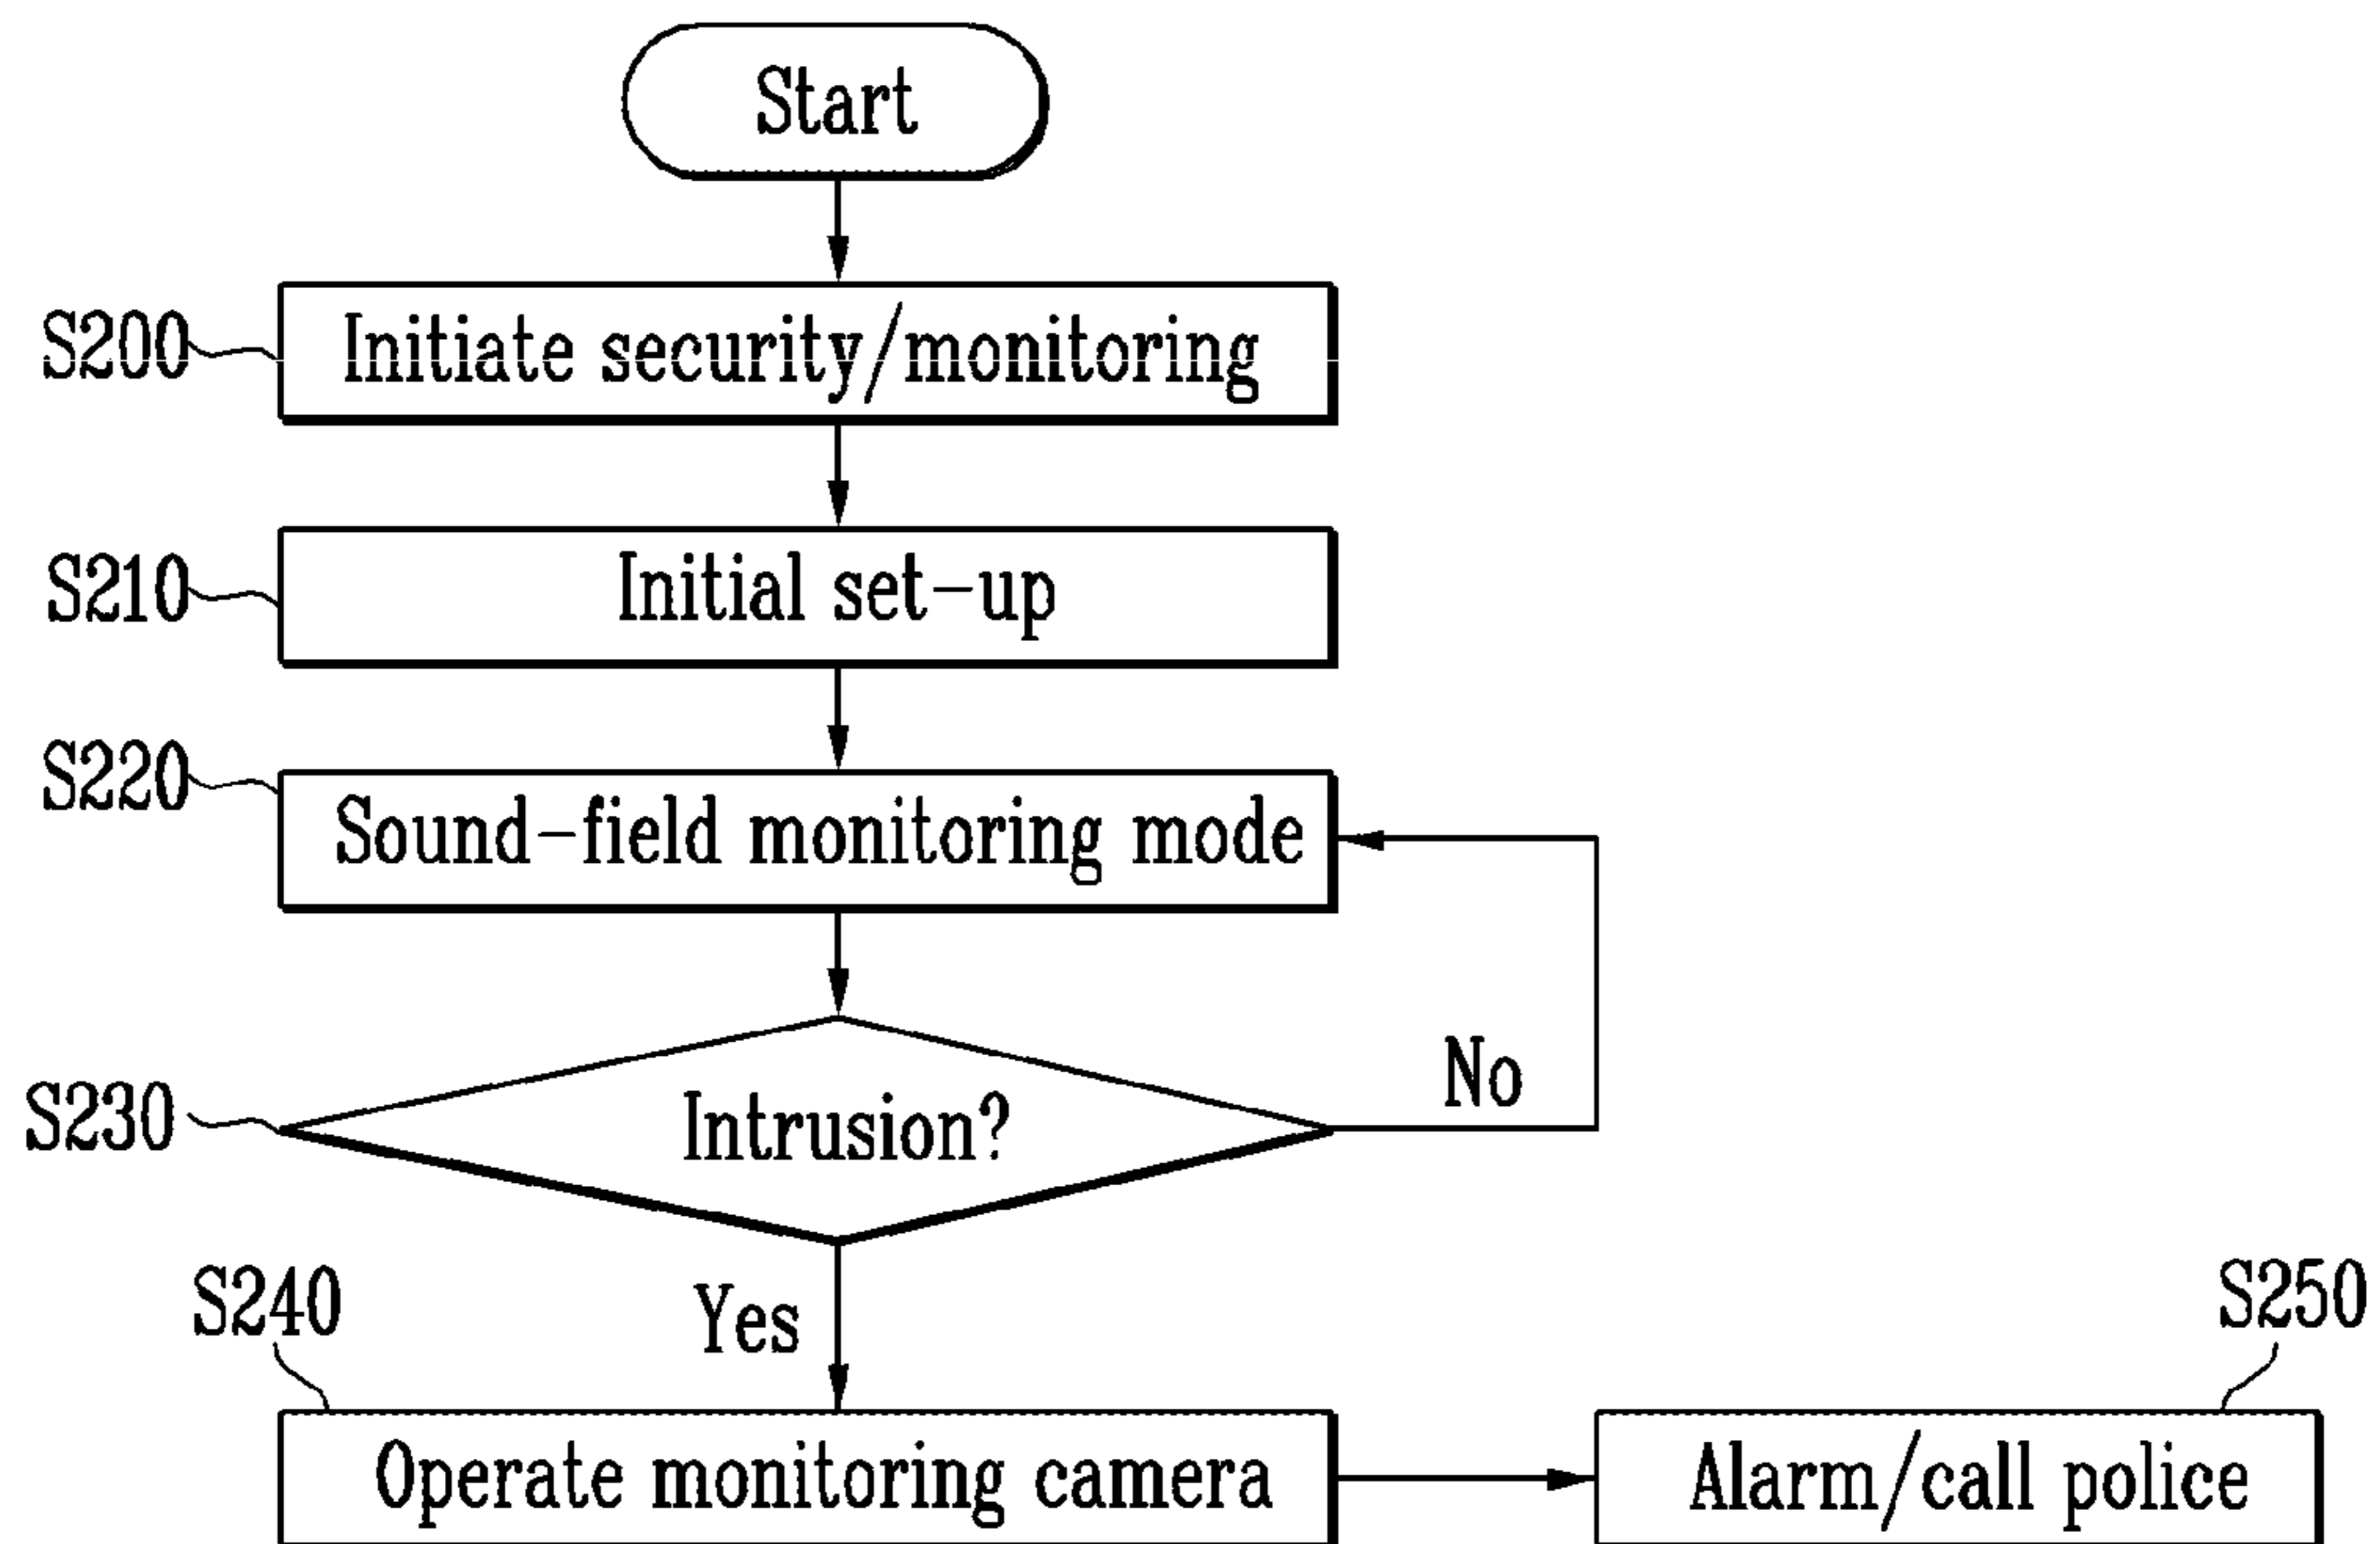 Start
S200
Initiate security/monitoring
S210
Initial set-up
S220
Sound-field monitoring mode
S230
Intrusion?
No
Yes
S240
Operate monitoring camera
S250
Alarm/call police